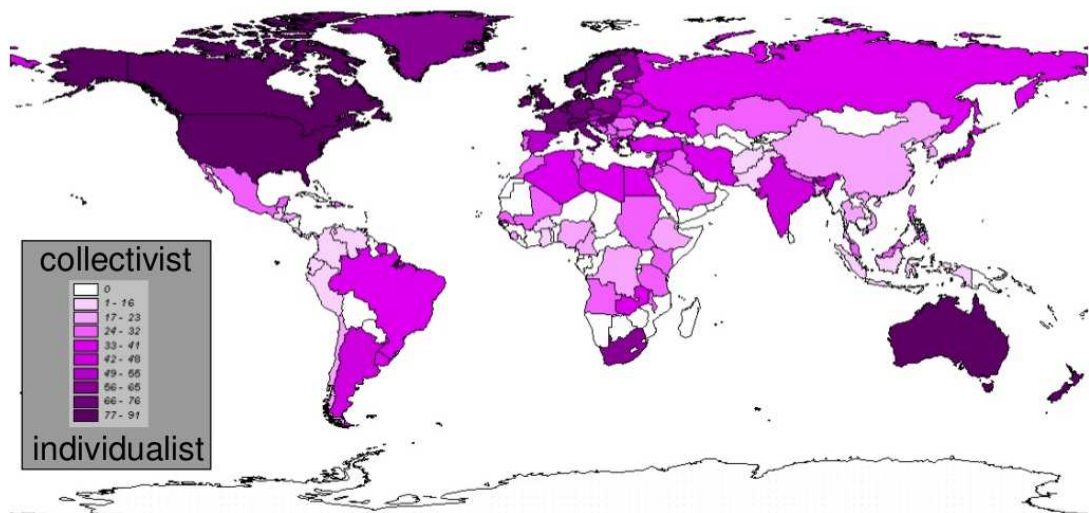 collectivist
0
1 - 16
17 - 23
24 - 32
33 - 41
42 - 48
49 - 55
56 - 65
66 - 76
77 - 91
individualist